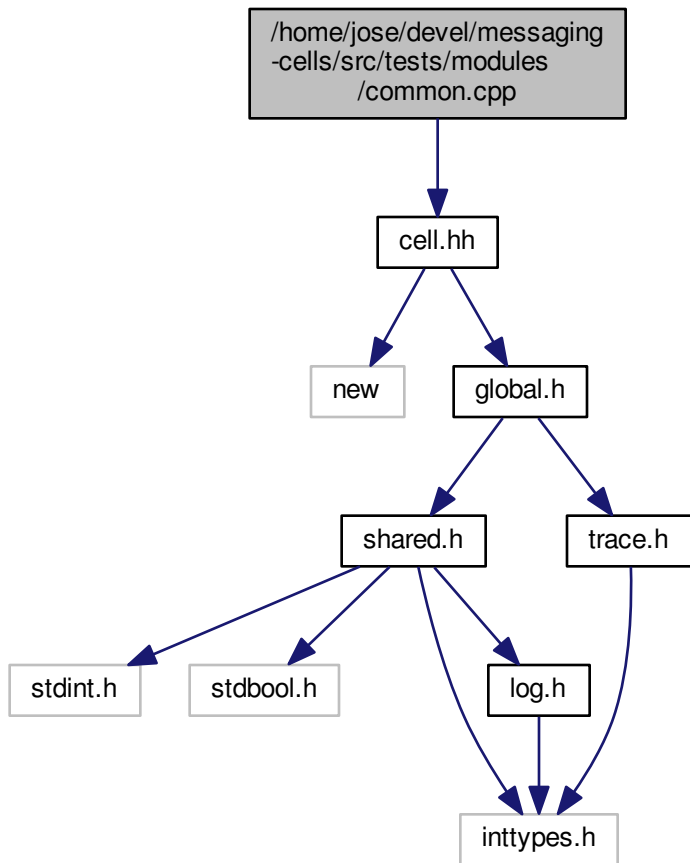 /home/jose/devel/messaging
-cells/src/tests/modules
/common.cpp
cell.hh
new
global.h
shared.h
trace.h
stdint.h
stdbool.h
log.h
inttypes.h